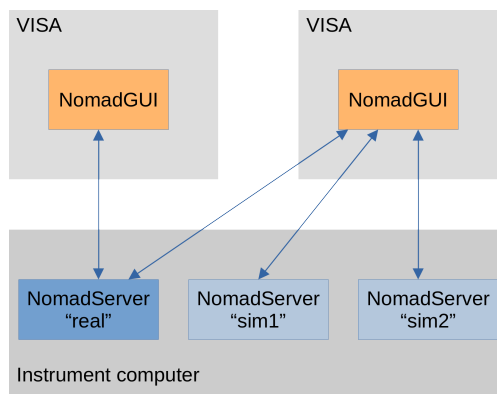 VISA
VISA
NomadGUI
NomadGUI
NomadServer
“real”
NomadServer
“sim1”
NomadServer
“sim2”
Instrument computer